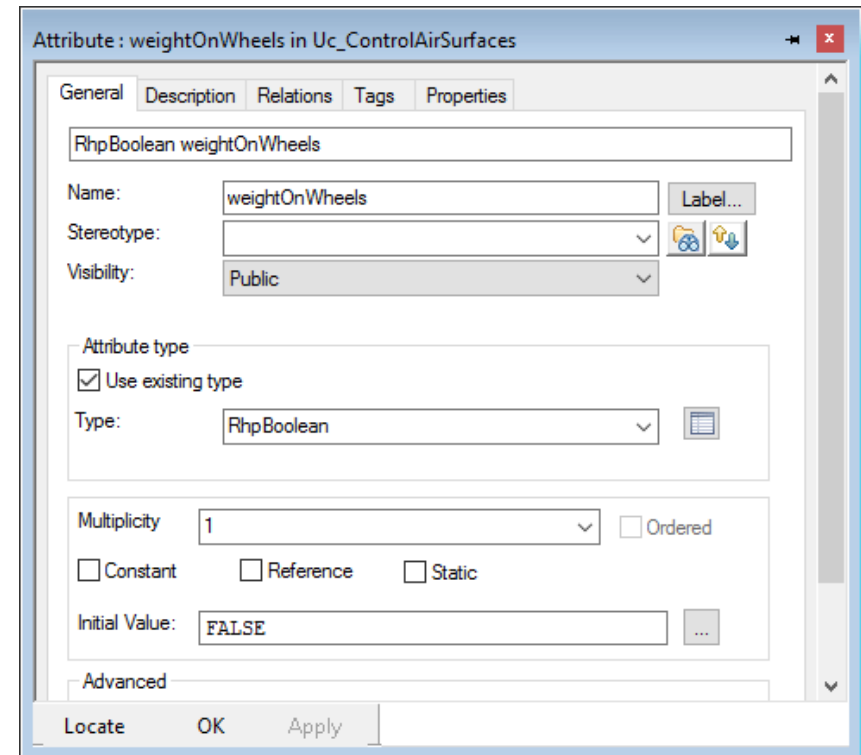 Attribute : weightOnWheels in Uc_ControlAirSurfaces
x
General Description Relations Tags Properties
RhpBoolean weightOnWheels
Name: weightOnWheels Label...
Stereotype:
Visibility: Public
Attribute type
Use existing type
Type: RhpBoolean
Multiplicity 1 Ordered
Constant Reference Static
Initial Value: FALSE ...
Advanced
Locate OK Apply